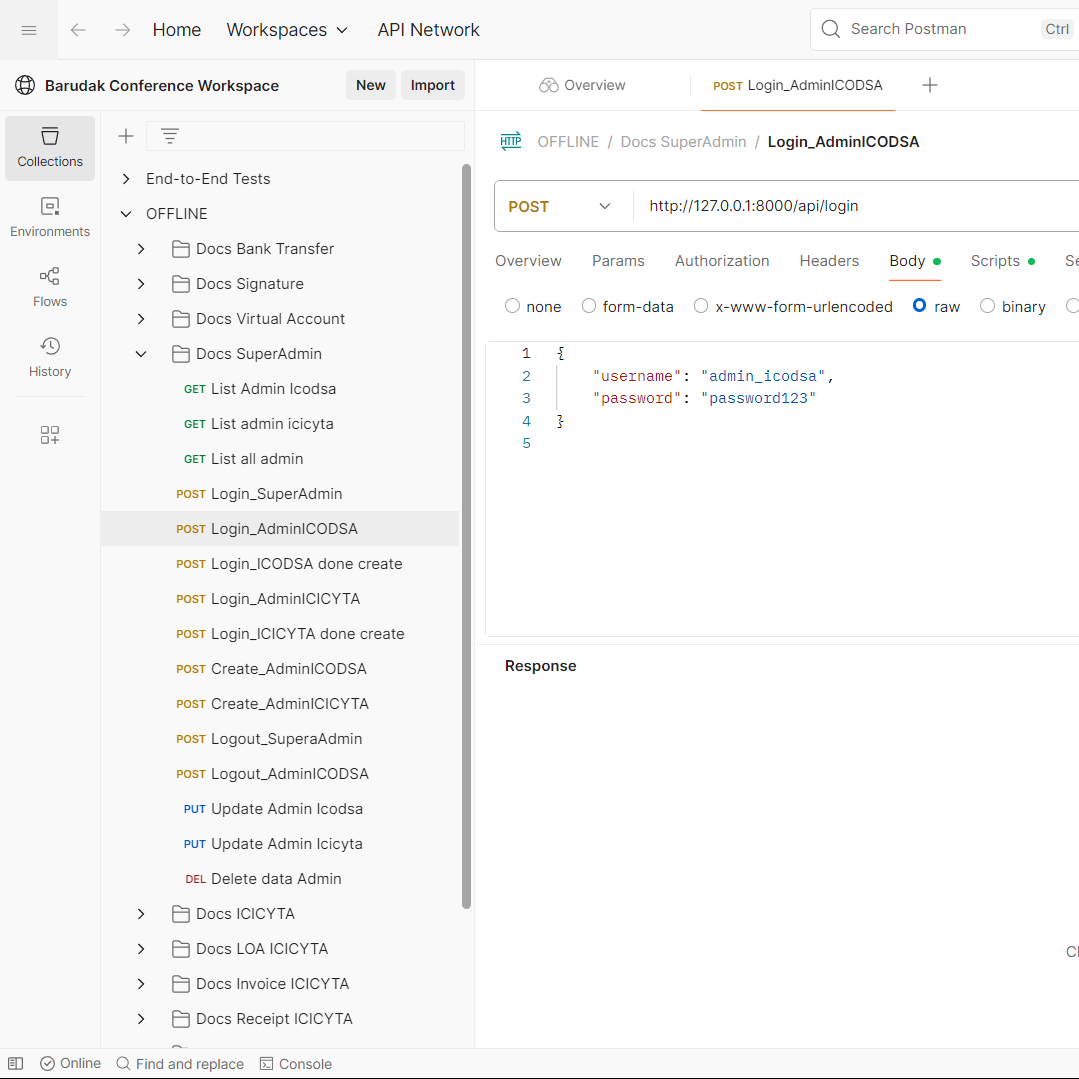 Home Workspaces API Network Search Postman Ctrl
Barudak Conference Workspace New Import
Overview POST Login_AdminICODSA
Collections
Environments
Flows
History
End-to-End Tests
OFFLINE
Docs Bank Transfer
Docs Signature
Docs Virtual Account
Docs SuperAdmin
GET List Admin Icodsa
GET List admin icicyta
GET List all admin
POST Login_SuperAdmin
POST Login_AdminICODSA
POST Login_ICODSA done create
POST Login_AdminICICYTA
POST Login_ICICYTA done create
POST Create_AdminICODSA
POST Create_AdminICICYTA
POST Logout_SuperaAdmin
POST Logout_AdminICODSA
PUT Update Admin Icodsa
PUT Update Admin Icicyta
DEL Delete data Admin
Docs ICICYTA
Docs LOA ICICYTA
Docs Invoice ICICYTA
Docs Receipt ICICYTA
HTTP OFFLINE / Docs SuperAdmin / Login_AdminICODSA
POST http://127.0.0.1:8000/api/login
Overview Params Authorization Headers Body Scripts Se
none form-data x-www-form-urlencoded raw binary
1 {
2 "username": "admin_icodsa",
3 "password": "password123"
4 }
5
Response
Online Find and replace Console